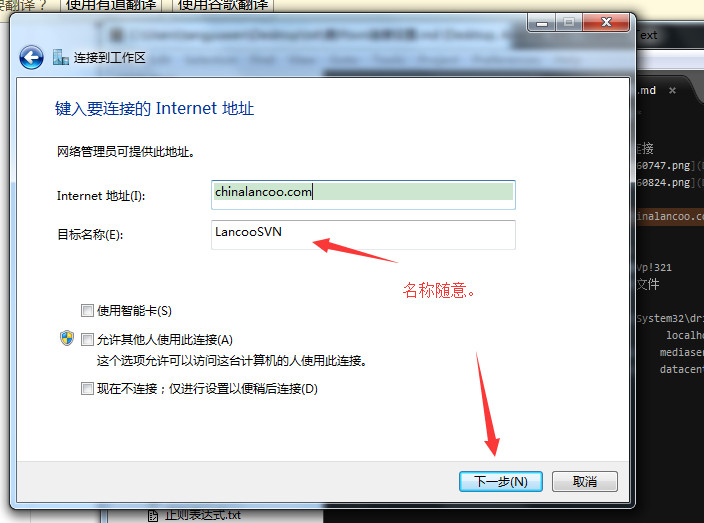 要翻译？ 使用有道翻译 使用谷歌翻译
Text
连接到工作区
.md ×
键入要连接的 Internet 地址
网络管理员可提供此地址。
连接
60747.png](
60824.png](
Internet 地址(I):
chinalancoo.com
inalancoo.co
目标名称(E):
LancooSVN
Vp!321
文件
名称随意。
使用智能卡(S)
System32\dri
允许其他人使用此连接(A)
localho
这个选项允许可以访问这台计算机的人使用此连接。
mediaser
datacent
现在不连接；仅进行设置以便稍后连接(D)
下一步(N)
取消
正则表达式.txt